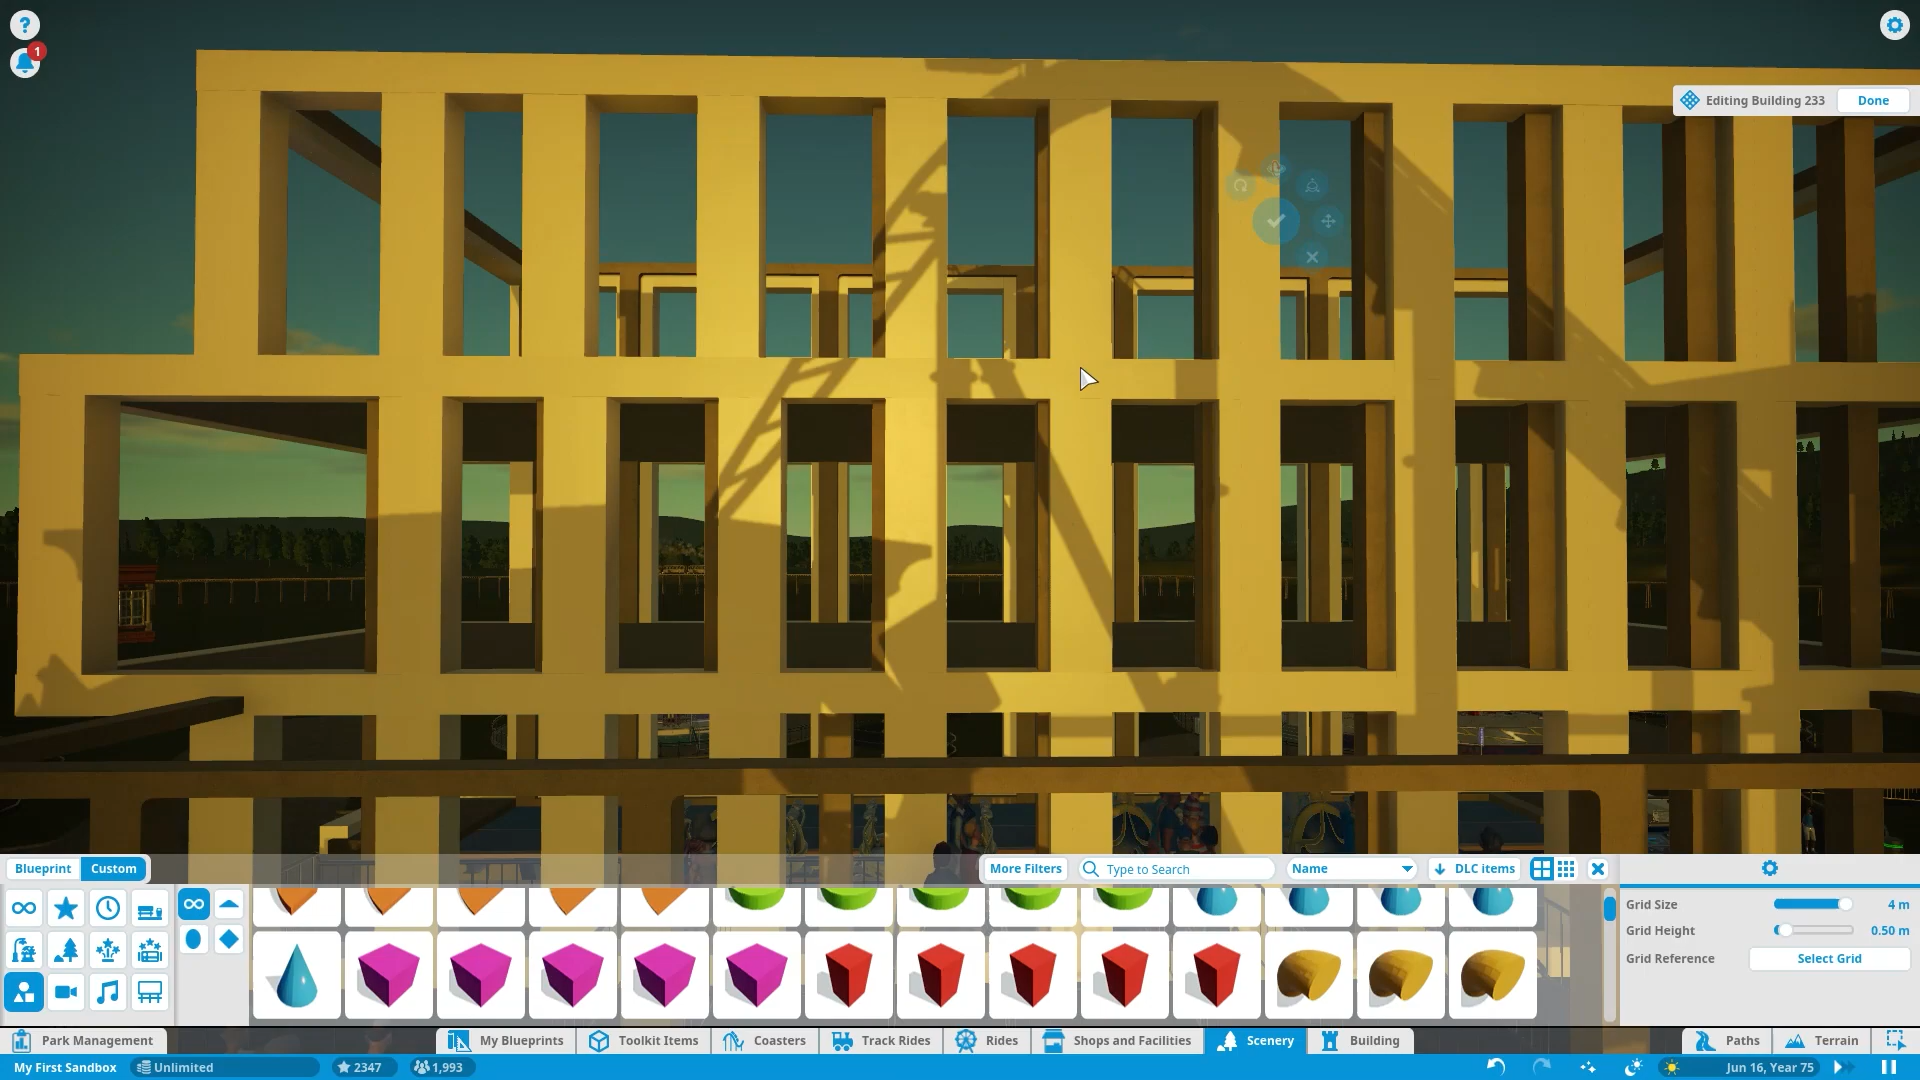 ?
1
Editing Building 233 Done
Blueprint Custom
More Filters Type to Search Name DLC items
Grid Size 4 m
Grid Height 0.50 m
Grid Reference Select Grid
Park Management My Blueprints Toolkit Items Coasters Track Rides Rides Shops and Facilities Scenery Building Paths Terrain
My First Sandbox Unlimited 2347 1,993 Jun 16, Year 75